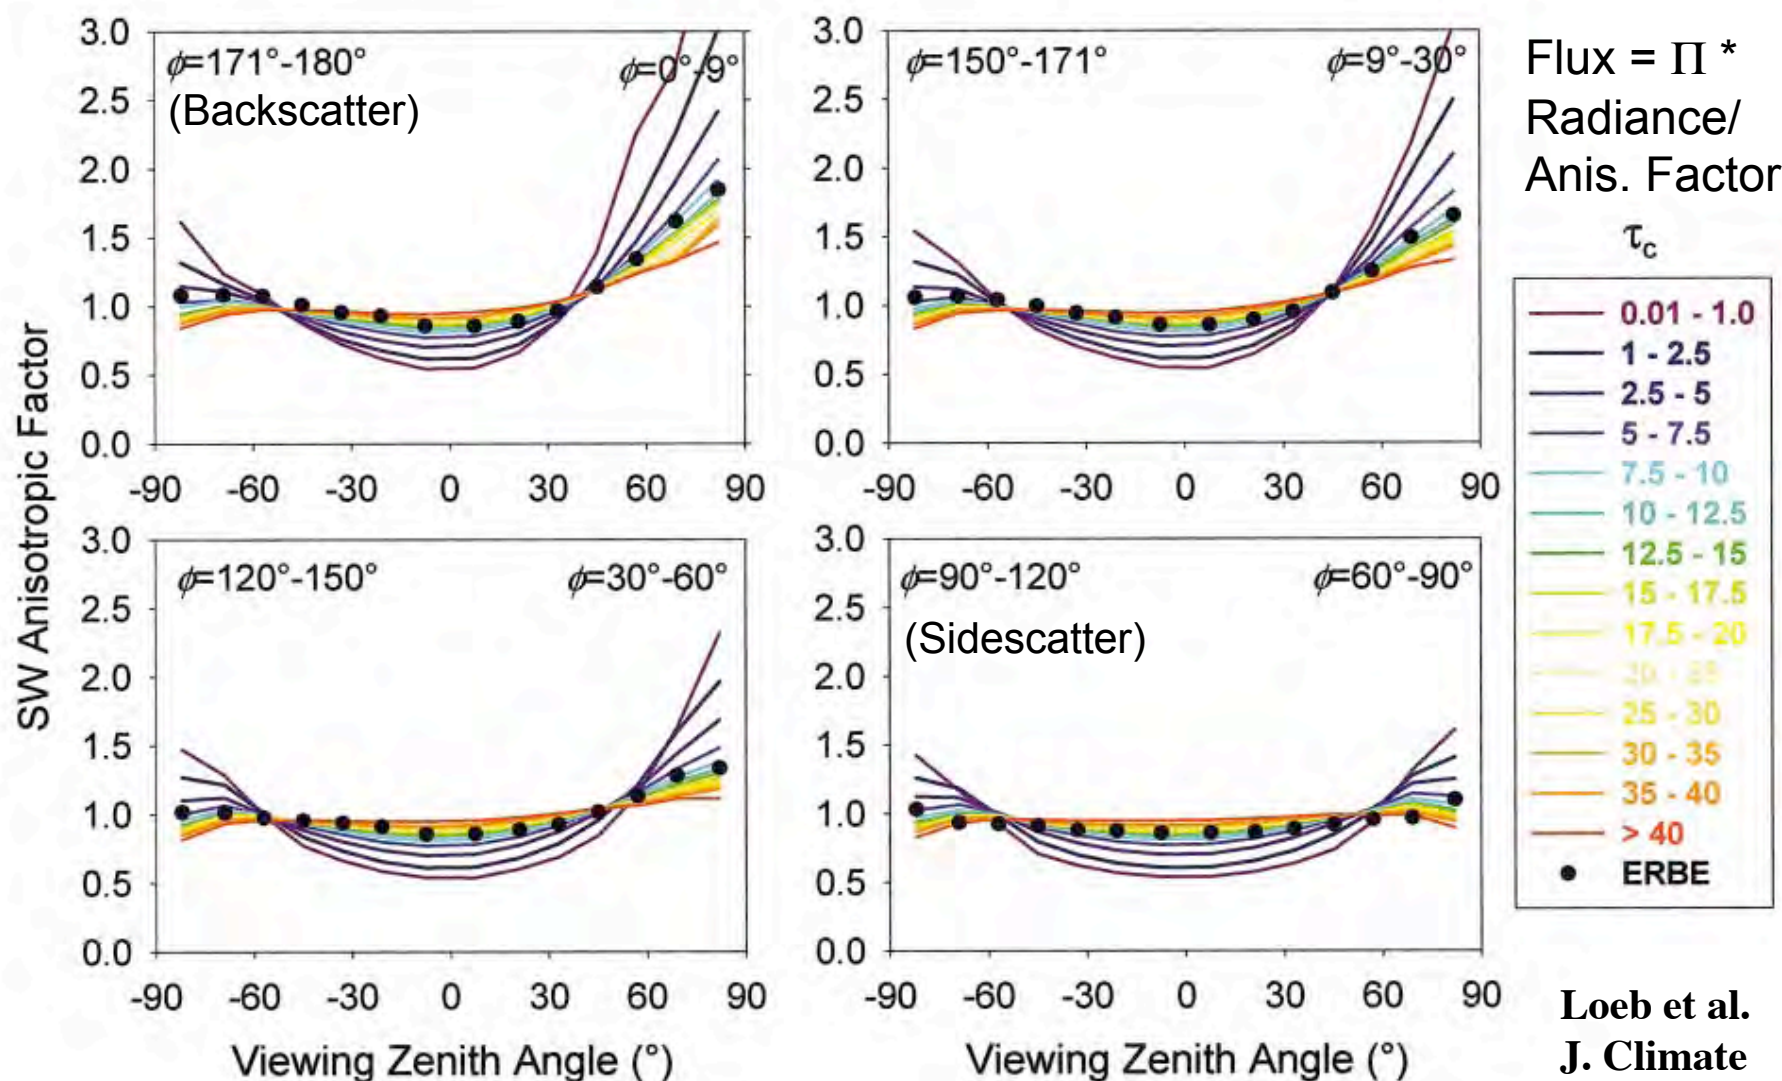 SW Anisotropic Factor
3.0
2.5
2.0
1.5
1.0
0.5
0.0
ϕ=171°-180°
(Backscatter)
ϕ=0°-9°
-90 -60 -30 0 30 60 90
3.0
2.5
2.0
1.5
1.0
0.5
0.0
ϕ=150°-171°
ϕ=9°-30°
-90 -60 -30 0 30 60 90
3.0
2.5
2.0
1.5
1.0
0.5
0.0
ϕ=120°-150°
ϕ=30°-60°
-90 -60 -30 0 30 60 90
Viewing Zenith Angle (°)
3.0
2.5
2.0
1.5
1.0
0.5
0.0
ϕ=90°-120°
ϕ=60°-90°
(Sidescatter)
-90 -60 -30 0 30 60 90
Viewing Zenith Angle (°)
Flux = Π *
Radiance/
Anis. Factor
τc
0.01 - 1.0
1 - 2.5
2.5 - 5
5 - 7.5
7.5 - 10
10 - 12.5
12.5 - 15
15 - 17.5
17.5 - 20
20 - 25
25 - 30
30 - 35
35 - 40
> 40
ERBE
Loeb et al.
J. Climate